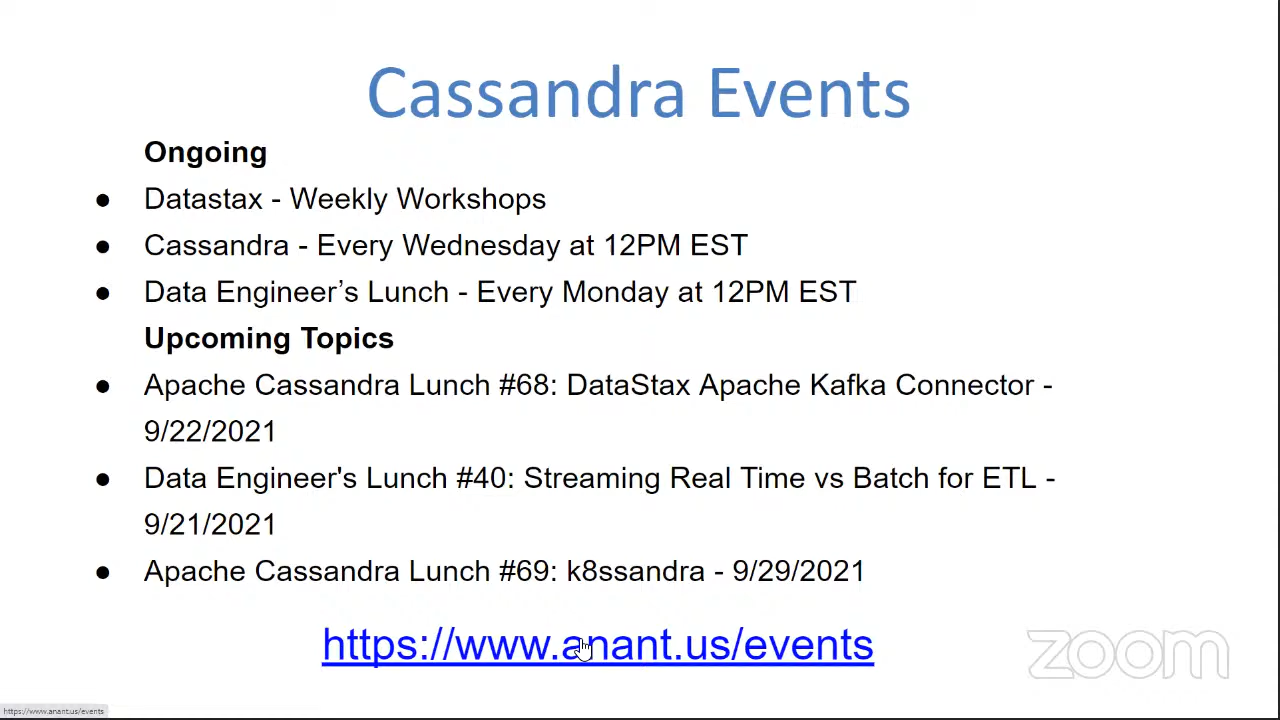 Cassandra Events
Ongoing
● Datastax - Weekly Workshops
● Cassandra - Every Wednesday at 12PM EST
● Data Engineer’s Lunch - Every Monday at 12PM EST
Upcoming Topics
● Apache Cassandra Lunch #68: DataStax Apache Kafka Connector -
9/22/2021
● Data Engineer's Lunch #40: Streaming Real Time vs Batch for ETL -
9/21/2021
● Apache Cassandra Lunch #69: k8ssandra - 9/29/2021
https://www.anant.us/events
zoom
https://www.anant.us/events